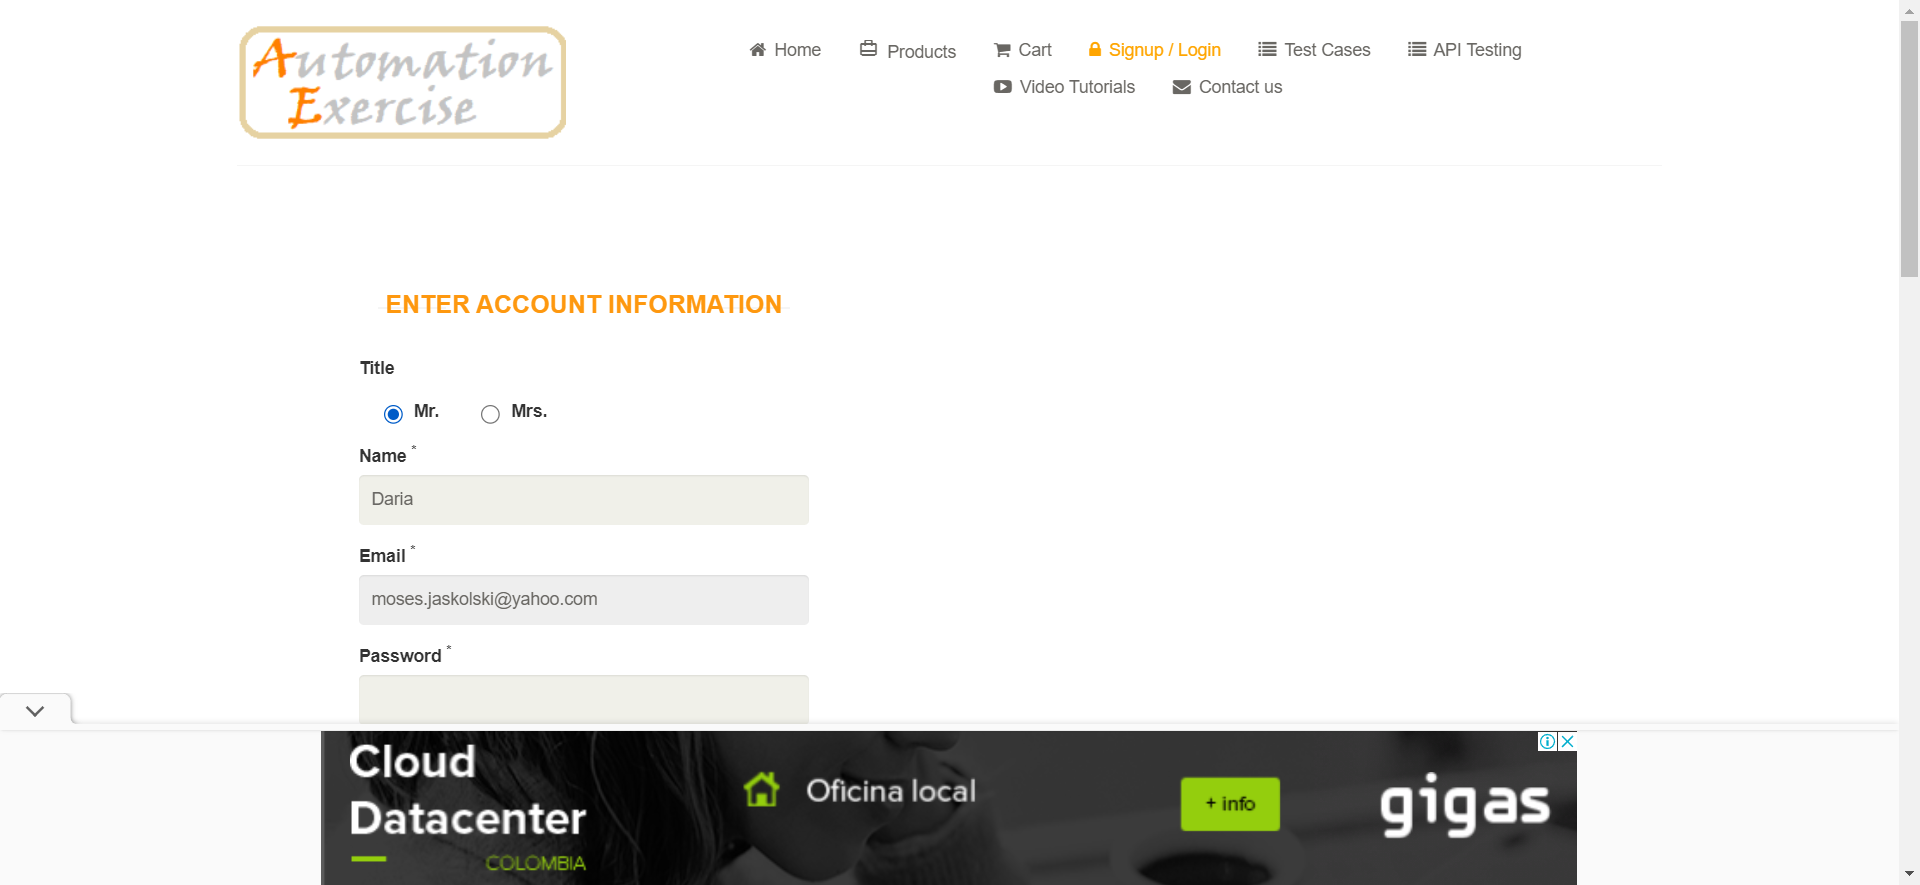 Automation
Exercise
Home
Products
Cart
Signup / Login
Test Cases
API Testing
Video Tutorials
Contact us
ENTER ACCOUNT INFORMATION
Title
Mr.
Mrs.
Name *
Daria
Email *
moses.jaskolski@yahoo.com
Password *
Cloud
Datacenter
COLOMBIA
Oficina local
+ info
gigas